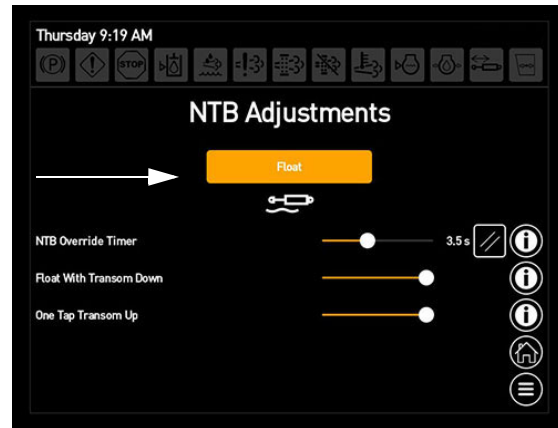 Thursday 9:19 AM
(P) STOP
NTB Adjustments
Float
NTB Override Timer 3.5 s
Float With Transom Down
One Tap Transom Up